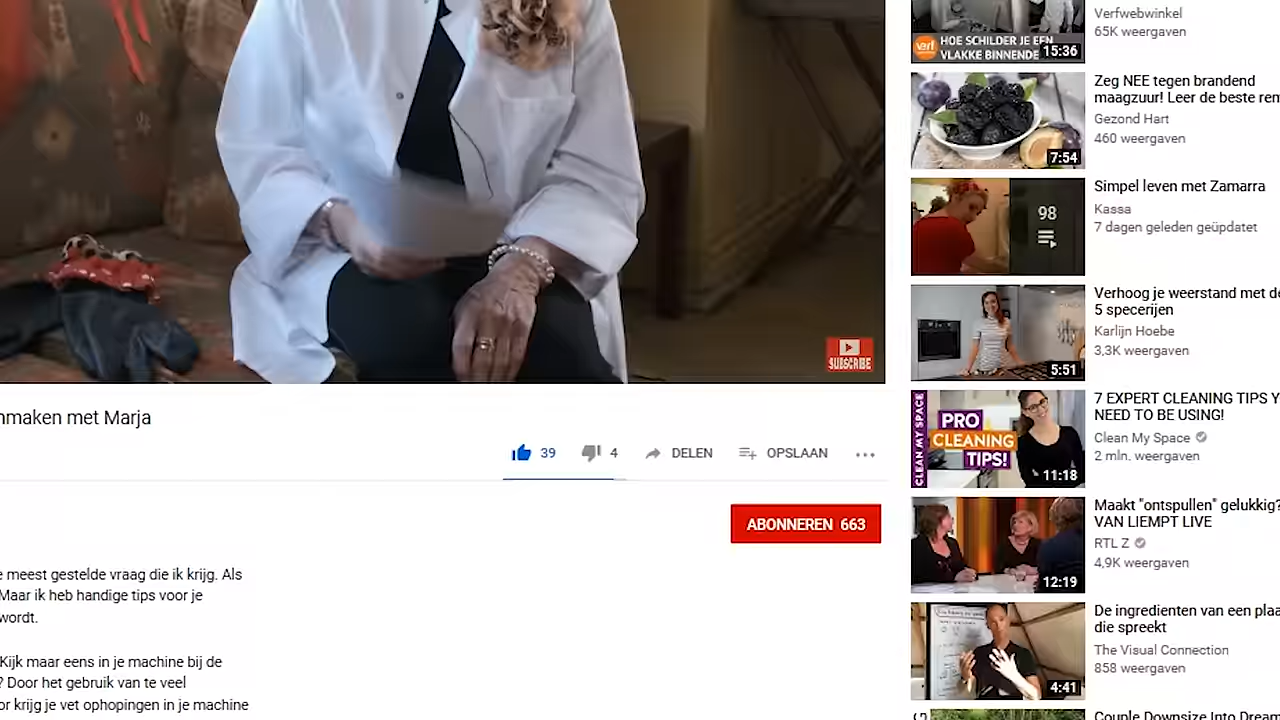 SUBSCRIBE
nmaken met Marja
39
4
DELEN
OPSLAAN
ABONNEREN 663
e meest gestelde vraag die ik krijg. Als
Maar ik heb handige tips voor je
wordt.
Kijk maar eens in je machine bij de
? Door het gebruik van te veel
or krijg je vet ophopingen in je machine
verf
HOE SCHILDER JE EEN
VLAKKE BINNENDE
15:36
Verfwebwinkel
65K weergaven
7:54
Zeg NEE tegen brandend
maagzuur! Leer de beste ren
Gezond Hart
460 weergaven
98
Simpel leven met Zamarra
Kassa
7 dagen geleden geüpdatet
5:51
Verhoog je weerstand met de
5 specerijen
Karlijn Hoebe
3,3K weergaven
CLEAN MY SPACE
PRO
CLEANING
TIPS!
11:18
7 EXPERT CLEANING TIPS Y
NEED TO BE USING!
Clean My Space
2 mln. weergaven
12:19
Maakt "ontspullen" gelukkig?
VAN LIEMPT LIVE
RTL Z
4,9K weergaven
4:41
De ingredienten van een plaa
die spreekt
The Visual Connection
858 weergaven
Couple Downsize Into Dream